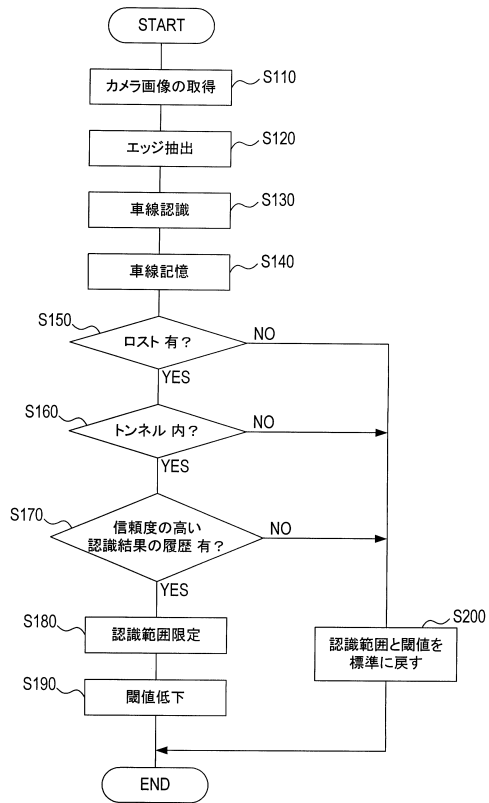 START
カメラ画像の取得
S110
エッジ抽出
S120
車線認識
S130
車線記憶
S140
S150
ロスト 有？
NO
YES
S160
トンネル 内？
NO
YES
S170
信頼度の高い
認識結果の履歴 有？
NO
YES
S180
認識範囲限定
S200
認識範囲と閾値を
標準に戻す
S190
閾値低下
END